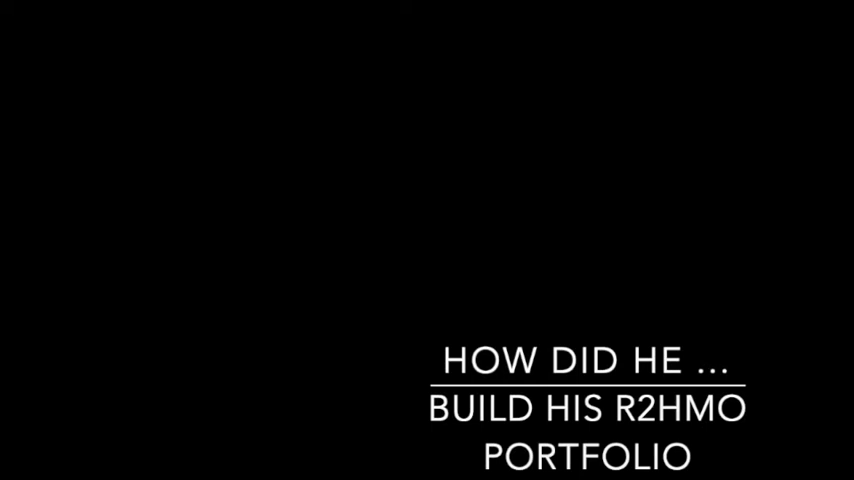 HOW DID HE ...
BUILD HIS R2HMO
PORTFOLIO